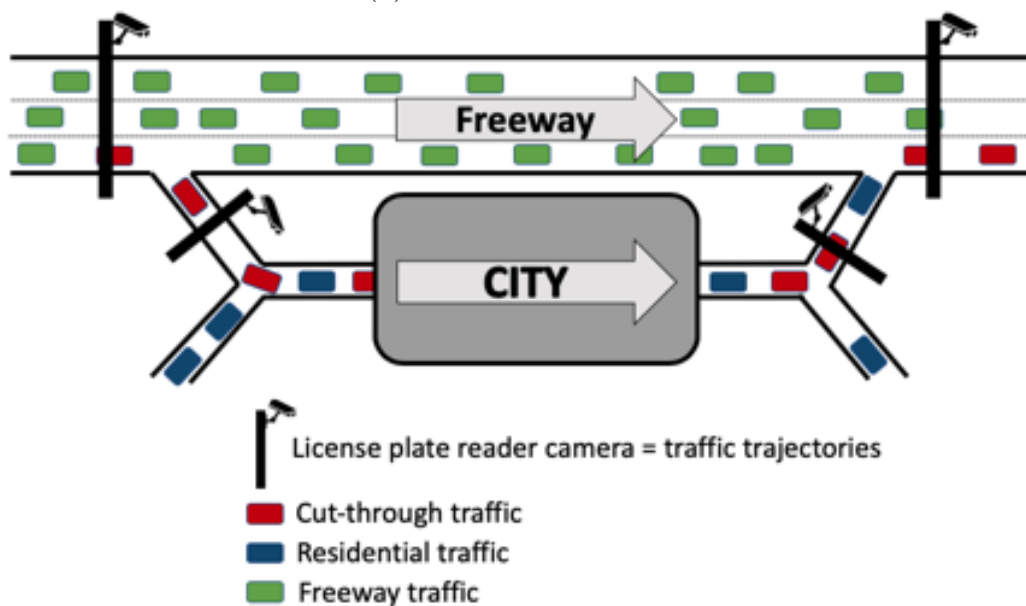 Freeway
CITY
License plate reader camera = traffic trajectories
Cut-through traffic
Residential traffic
Freeway traffic